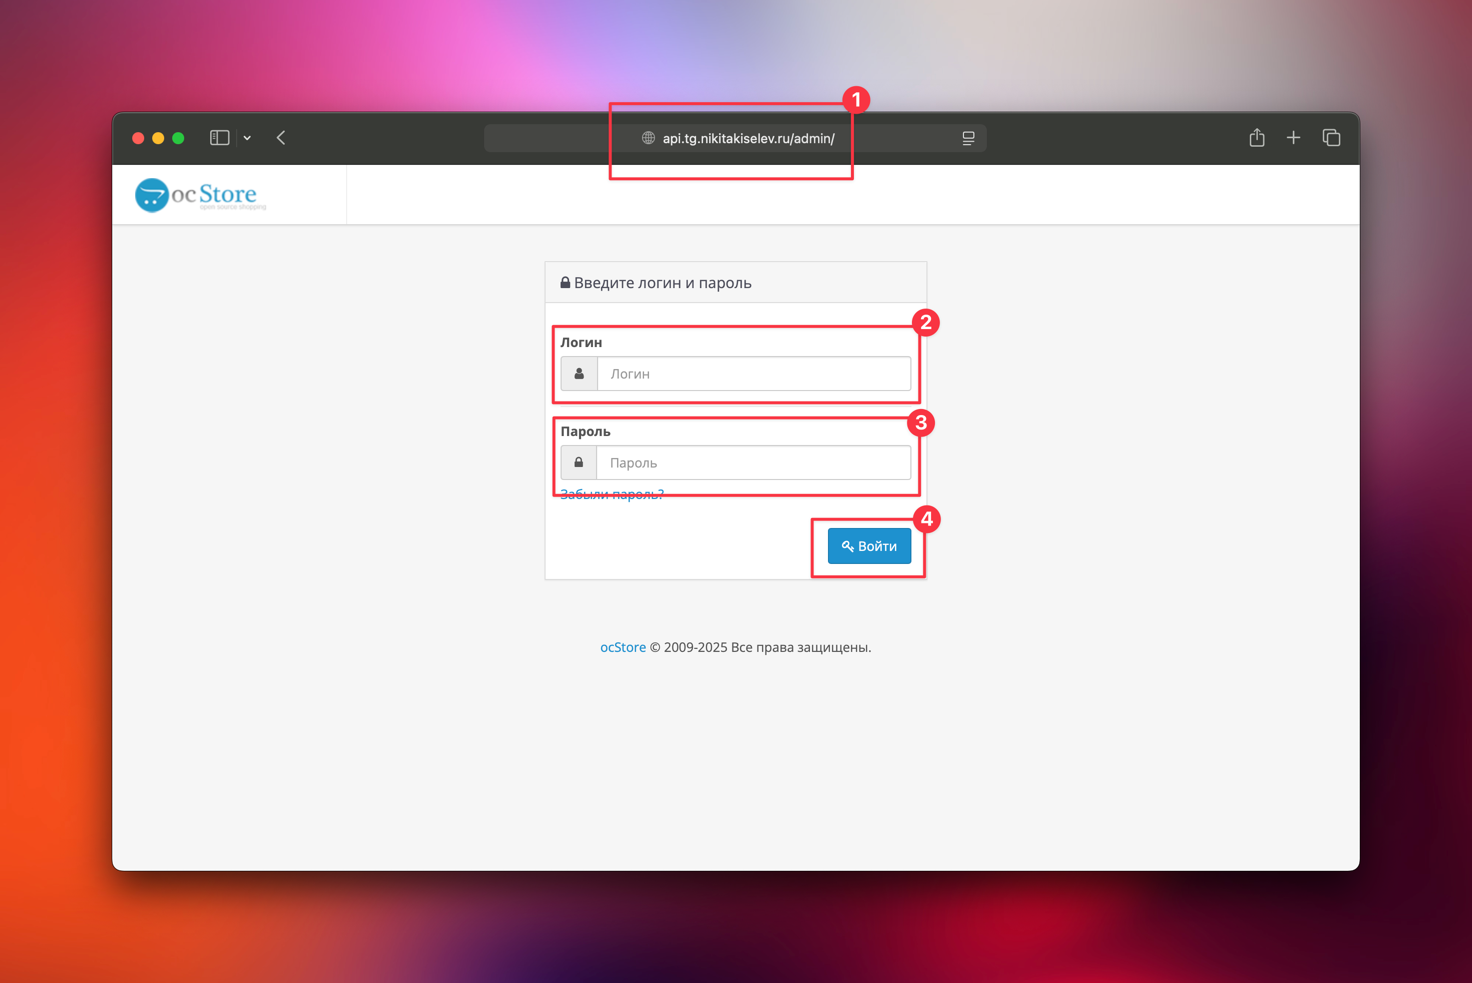 1
api.tg.nikitakiselev.ru/admin/
ocStore
open source shopping
Введите логин и пароль
2
Логин
Логин
3
Пароль
Пароль
Забыли пароль?
4
Войти
ocStore © 2009-2025 Все права защищены.